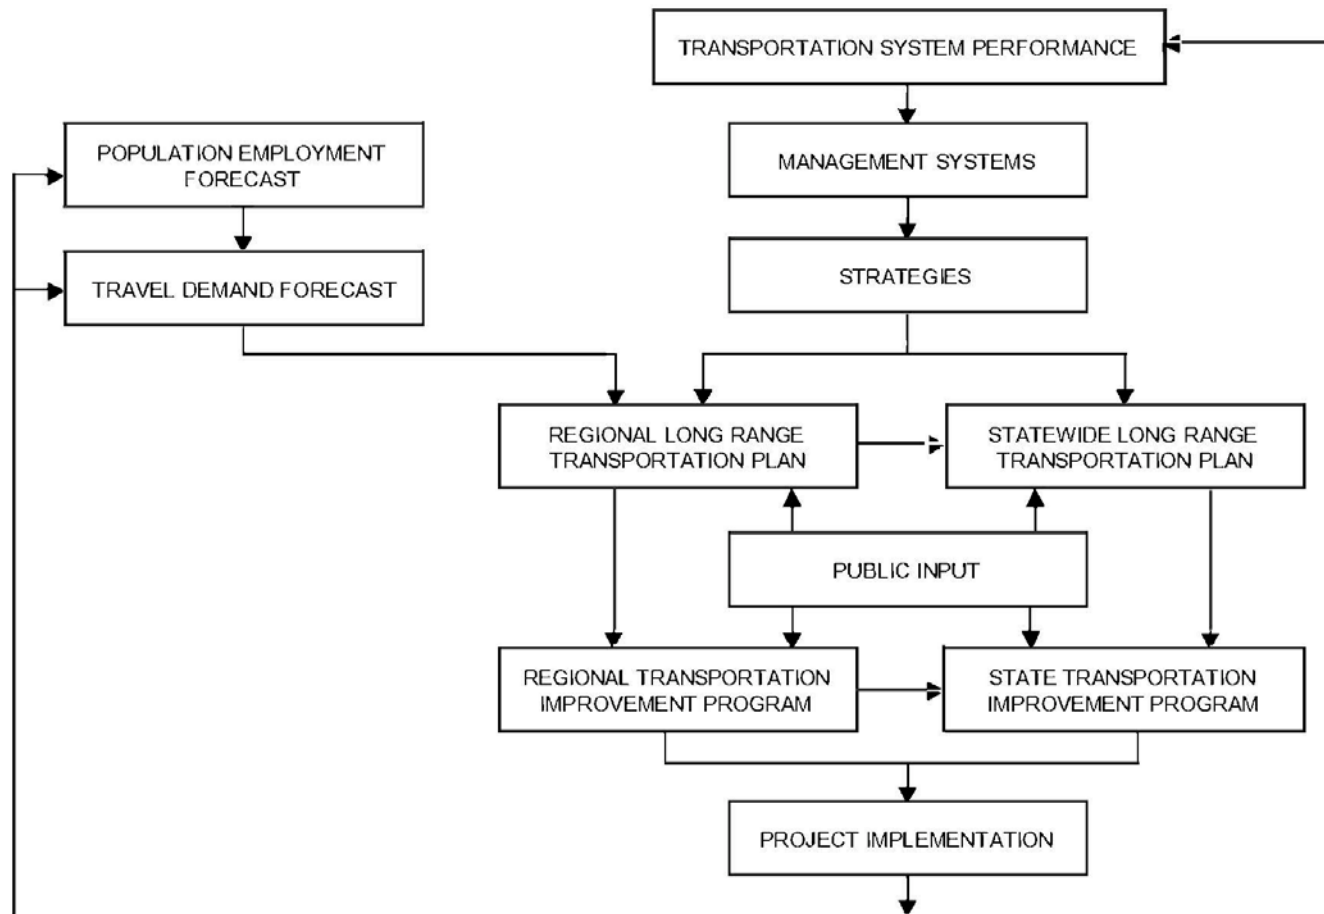 TRANSPORTATION SYSTEM PERFORMANCE
POPULATION EMPLOYMENT
FORECAST
MANAGEMENT SYSTEMS
TRAVEL DEMAND FORECAST
STRATEGIES
REGIONAL LONG RANGE
TRANSPORTATION PLAN
STATEWIDE LONG RANGE
TRANSPORTATION PLAN
PUBLIC INPUT
REGIONAL TRANSPORTATION
IMPROVEMENT PROGRAM
STATE TRANSPORTATION
IMPROVEMENT PROGRAM
PROJECT IMPLEMENTATION